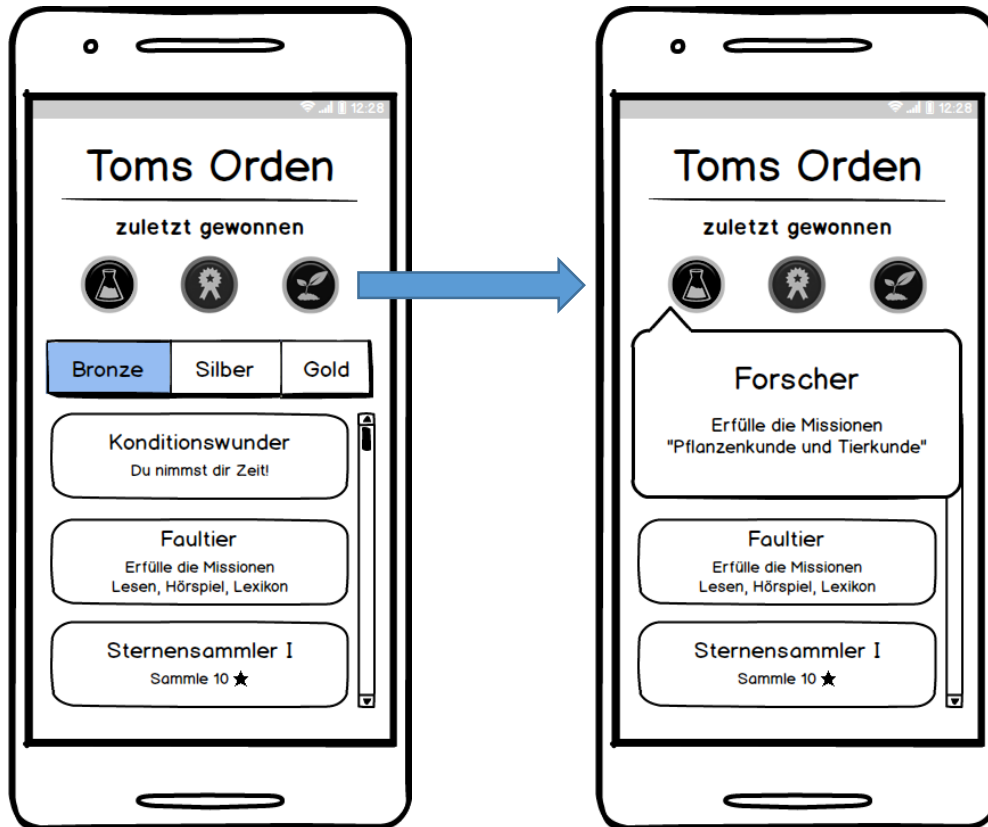 12:28
Toms Orden
zuletzt gewonnen
Bronze Silber Gold
Konditionswunder
Du nimmst dir Zeit!
Faultier
Erfülle die Missionen
Lesen, Hörspiel, Lexikon
Sternensammler I
Sammle 10
12:28
Toms Orden
zuletzt gewonnen
Forscher
Erfülle die Missionen
"Pflanzenkunde und Tierkunde"
Faultier
Erfülle die Missionen
Lesen, Hörspiel, Lexikon
Sternensammler I
Sammle 10